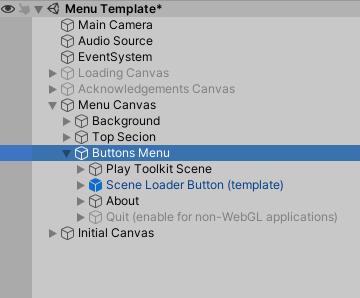 Menu Template*
Main Camera
Audio Source
EventSystem
Loading Canvas
Acknowledgements Canvas
Menu Canvas
Background
Top Secion
Buttons Menu
Play Toolkit Scene
Scene Loader Button (template)
About
Quit (enable for non-WebGL applications)
Initial Canvas